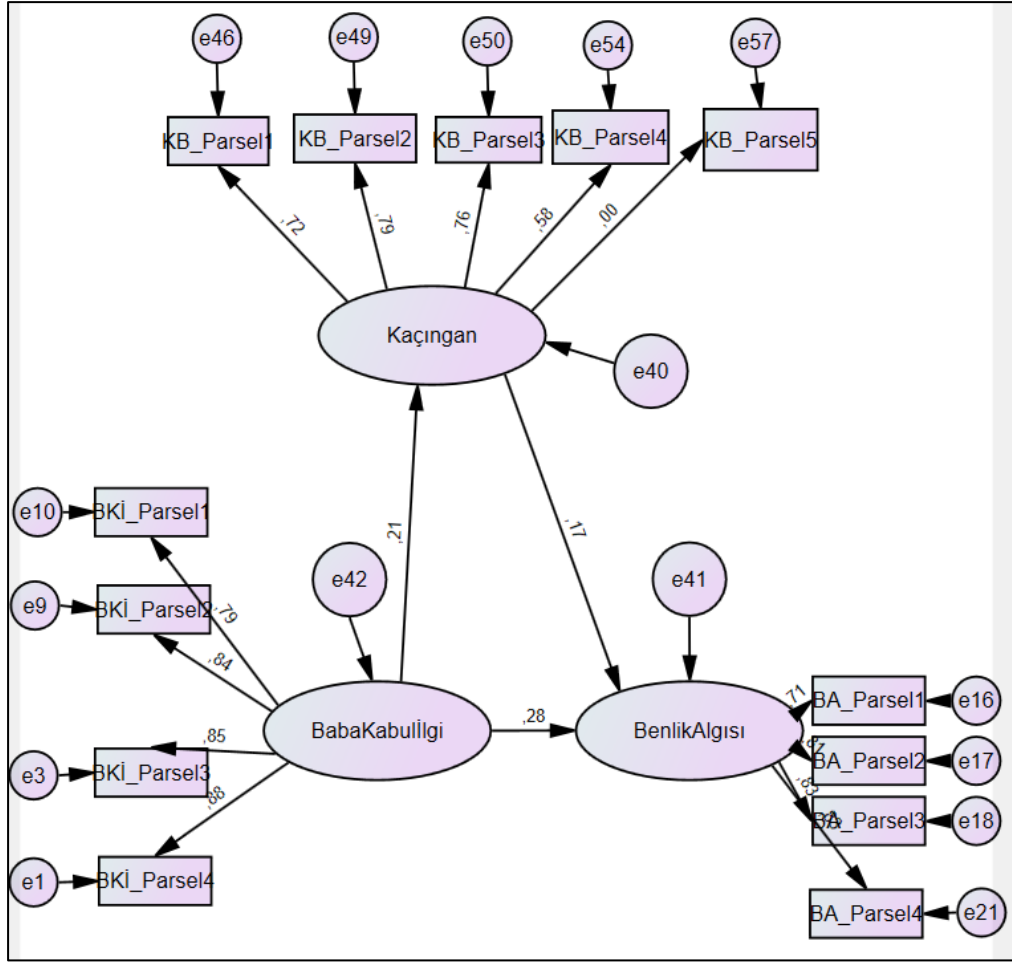 e46
e49
e50
e54
e57
KB_Parsel1
KB_Parsel2
KB_Parsel3
KB_Parsel4
KB_Parsel5
,72
,79
,76
,58
,00
Kaçıngan
e40
,21
,17
e10
BKİ_Parsel1
e9
BKİ_Parsel2
,79
,84
e3
BKİ_Parsel3
,85
e1
BKİ_Parsel4
,88
e42
BabaKabulİlgi
,28
e41
BenlikAlgısı
,71
BA_Parsel1
e16
BA_Parsel2
e17
,83
BA_Parsel3
e18
BA_Parsel4
e21